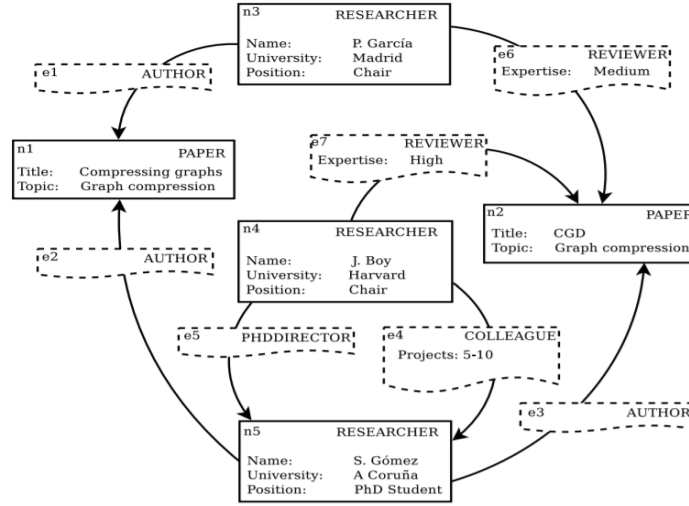 n3 RESEARCHER
Name: P. García
University: Madrid
Position: Chair
e1 AUTHOR
e6 REVIEWER
Expertise: Medium
n1 PAPER
Title: Compressing graphs
Topic: Graph compression
e7 REVIEWER
Expertise: High
n2 PAPER
Title: CGD
Topic: Graph compression
n4 RESEARCHER
Name: J. Boy
University: Harvard
Position: Chair
e2 AUTHOR
e5 PHDDIRECTOR
e4 COLLEAGUE
Projects: 5-10
e3 AUTHOR
n5 RESEARCHER
Name: S. Gómez
University: A Coruña
Position: PhD Student